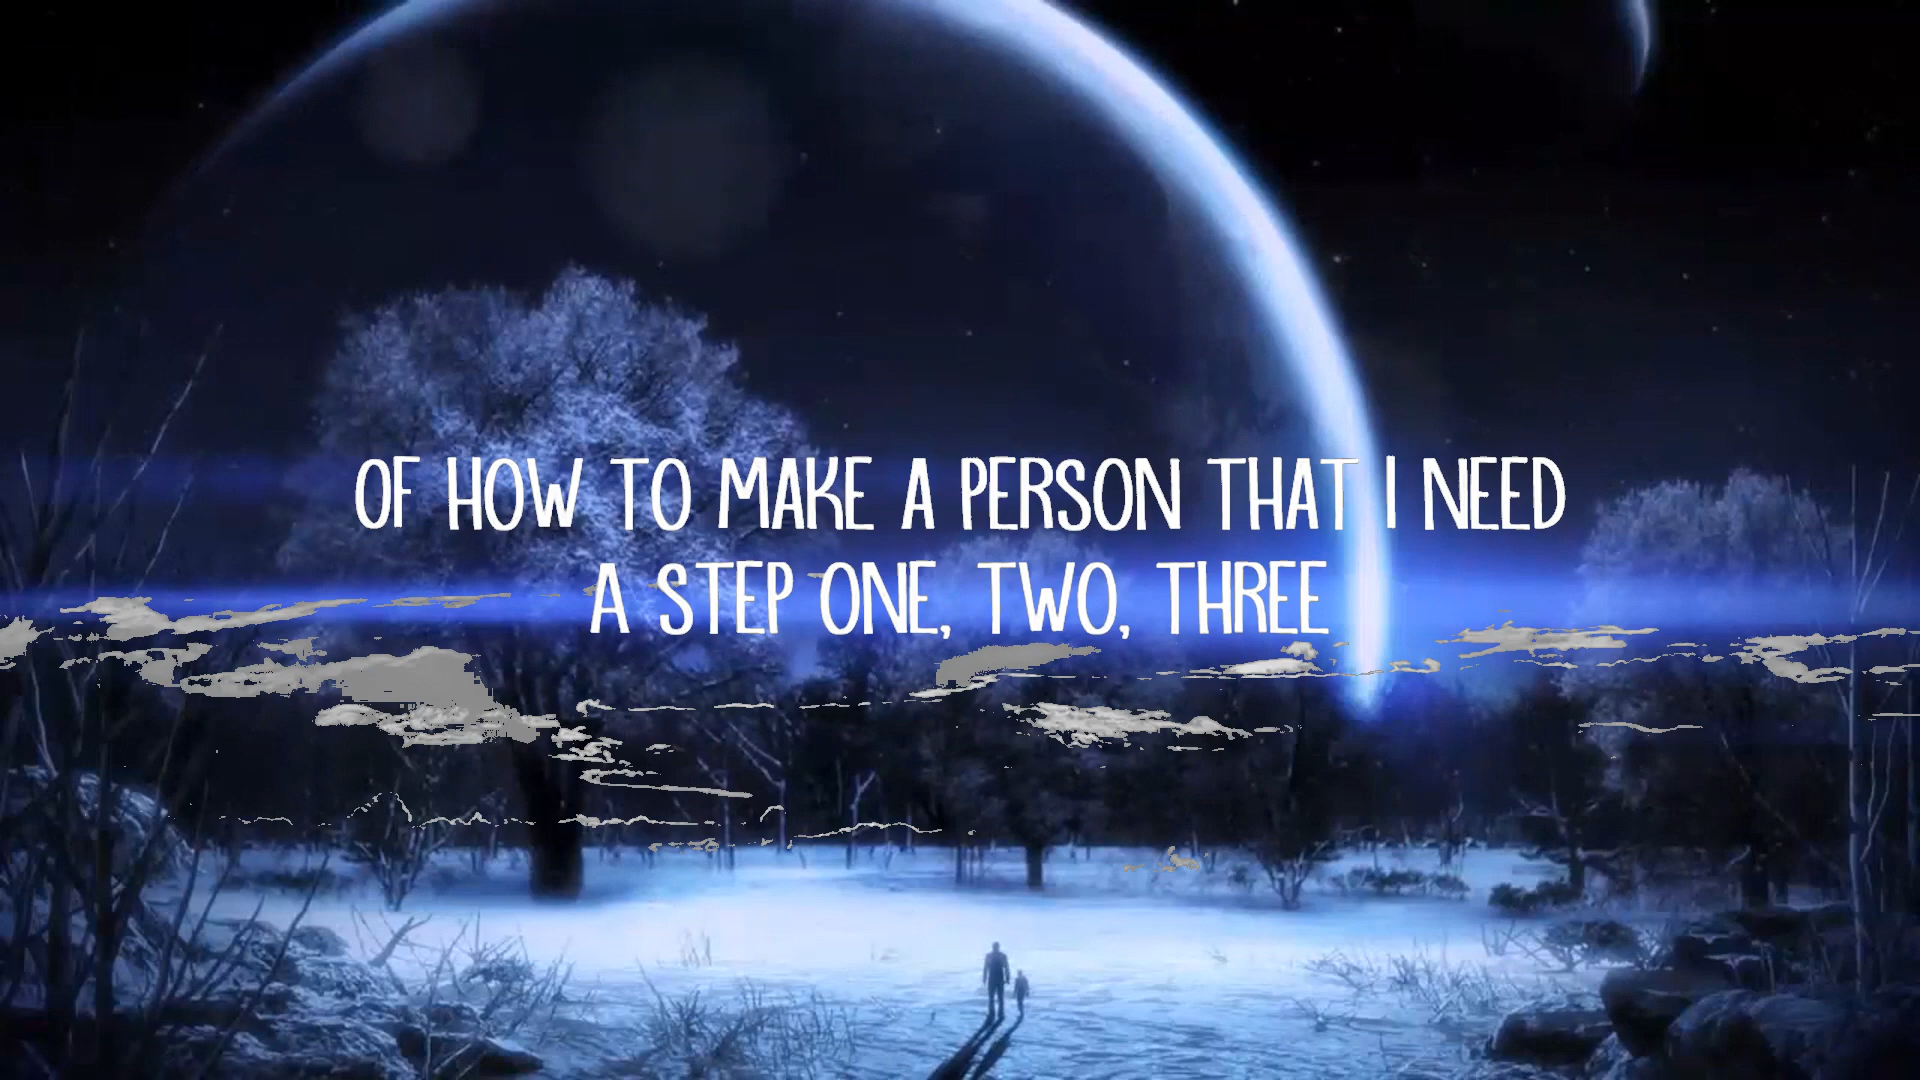 OF HOW TO MAKE A PERSON THAT I NEED
A STEP ONE, TWO, THREE